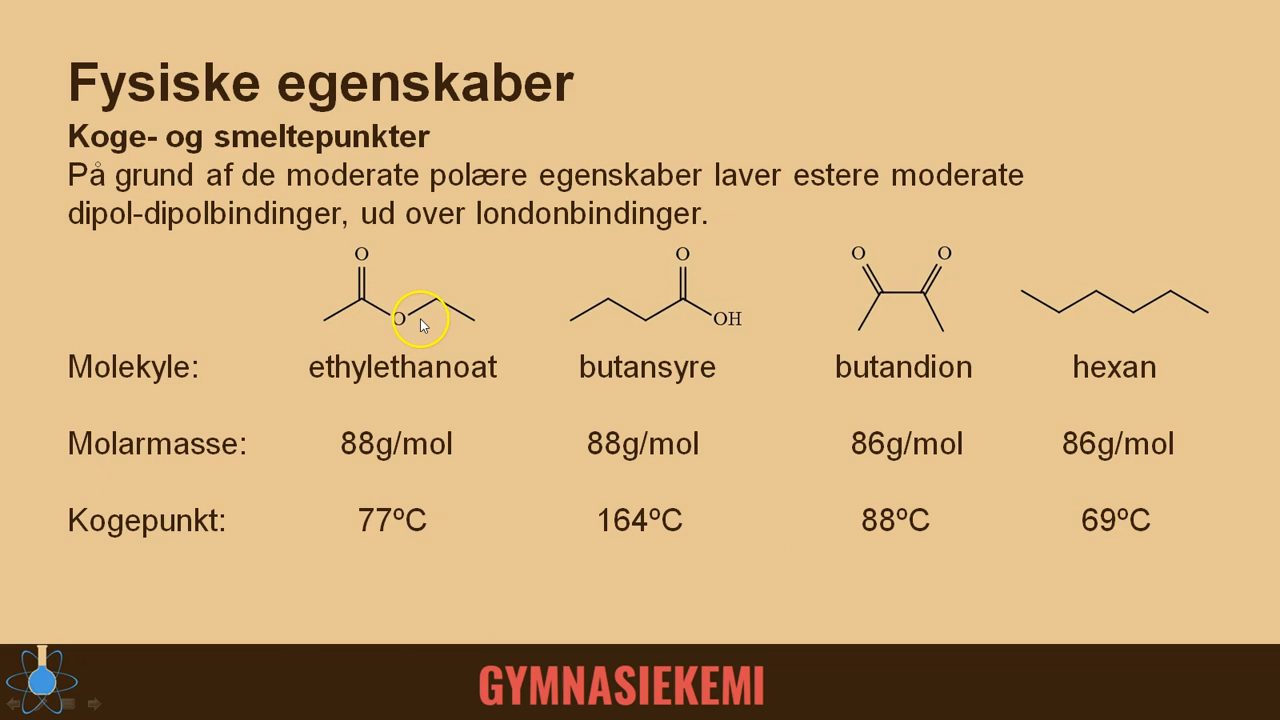 Fysiske egenskaber
Koge- og smeltepunkter
På grund af de moderate polære egenskaber laver estere moderate
dipol-dipolbindinger, ud over londonbindinger.
O O O O
O OH
Molekyle: ethylethanoat butansyre butandion hexan
Molarmasse: 88g/mol 88g/mol 86g/mol 86g/mol
Kogepunkt: 77ºC 164ºC 88ºC 69ºC
GYMNASIEKEMI